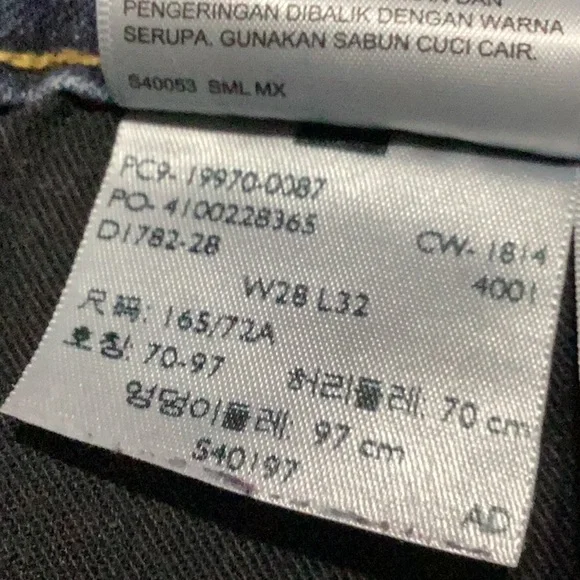 PENGERINGAN DIBALIK DENGAN WARNA
SERUPA. GUNAKAN SABUN CUCI CAIR.
S40053 SML MX
PC9-19970-0087
PO-4100228365
D1782-28
CW-1814
4001
W28 L32
尺码: 165/72A
호칭: 70-97
허리둘레: 70 cm
엉덩이둘레: 97 cm
S40197
AD